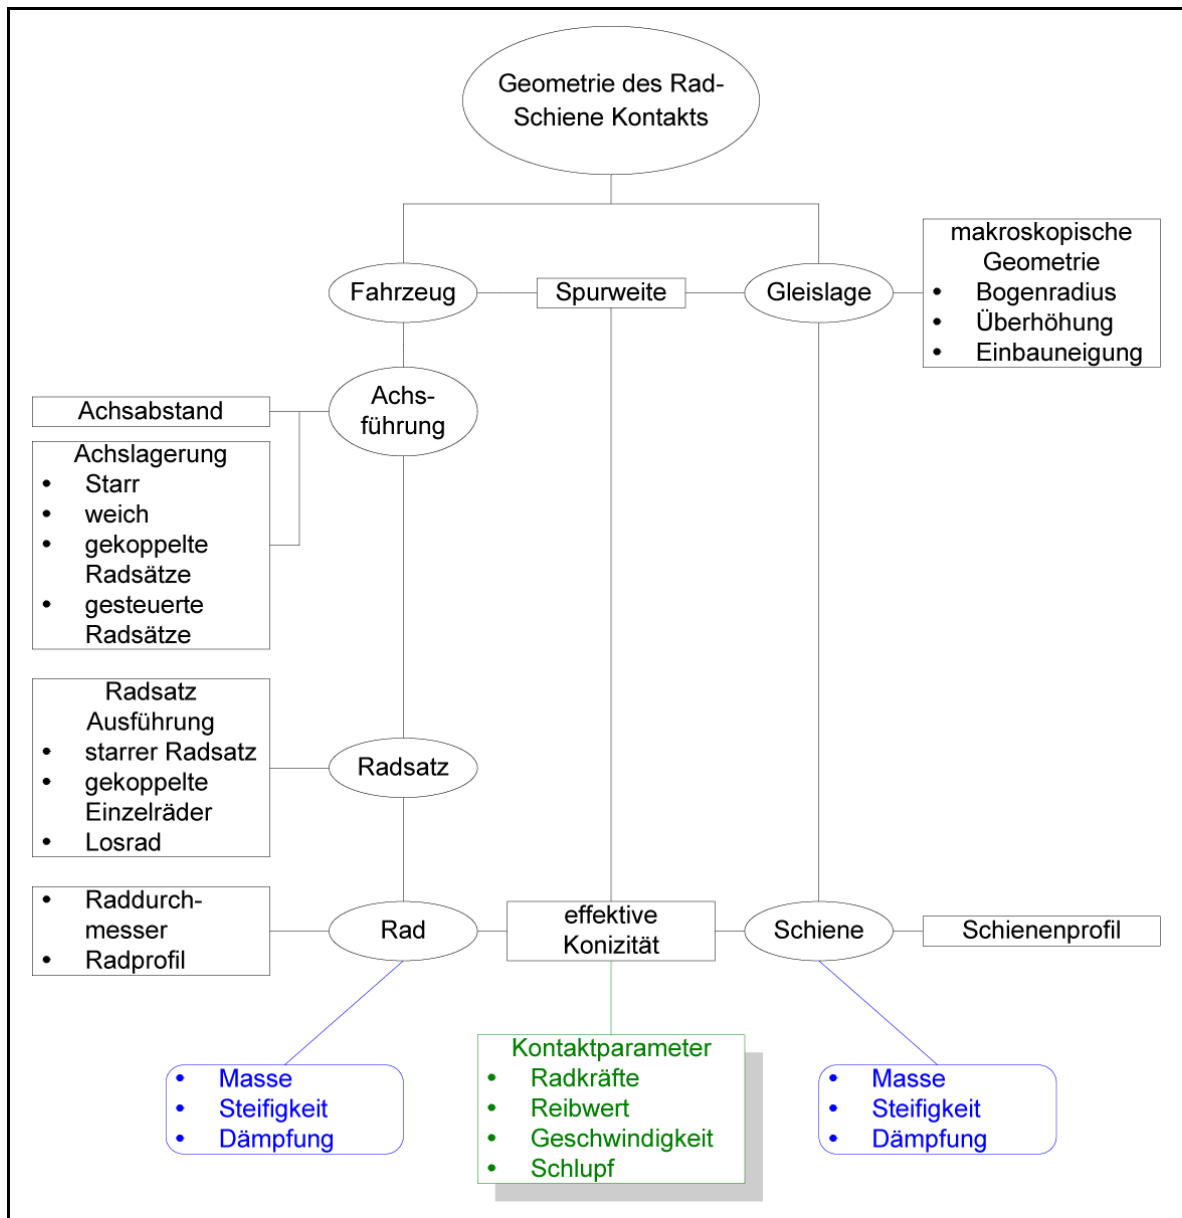 Geometrie des Rad-
Schiene Kontakts
Fahrzeug
Spurweite
Gleislage
makroskopische
Geometrie
• Bogenradius
• Überhöhung
• Einbauneigung
Achs-
führung
Achsabstand
Achslagerung
• Starr
• weich
• gekoppelte
Radsätze
• gesteuerte
Radsätze
Radsatz
Ausführung
• starrer Radsatz
• gekoppelte
Einzelräder
• Losrad
Radsatz
• Raddurch-
messer
• Radprofil
Rad
effektive
Konizität
Schiene
Schienenprofil
• Masse
• Steifigkeit
• Dämpfung
Kontaktparameter
• Radkräfte
• Reibwert
• Geschwindigkeit
• Schlupf
• Masse
• Steifigkeit
• Dämpfung